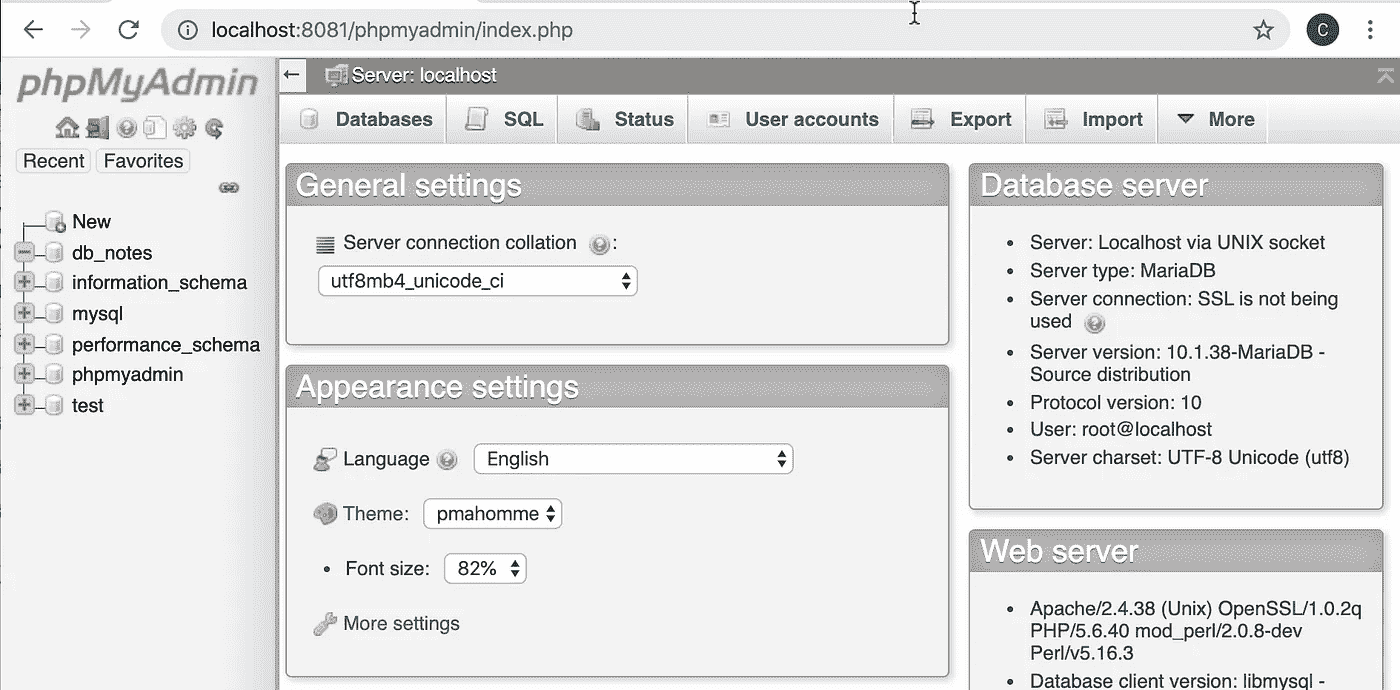 localhost:8081/phpmyadmin/index.php
C
phpMyAdmin
Recent Favorites
New
db_notes
information_schema
mysql
performance_schema
phpmyadmin
test
Server: localhost
Databases SQL Status User accounts Export Import More
General settings
Server connection collation :
utf8mb4_unicode_ci
Appearance settings
Language English
Theme: pmahomme
• Font size: 82%
More settings
Database server
• Server: Localhost via UNIX socket
• Server type: MariaDB
• Server connection: SSL is not being
used
• Server version: 10.1.38-MariaDB -
Source distribution
• Protocol version: 10
• User: root@localhost
• Server charset: UTF-8 Unicode (utf8)
Web server
• Apache/2.4.38 (Unix) OpenSSL/1.0.2q
PHP/5.6.40 mod_perl/2.0.8-dev
Perl/v5.16.3
• Database client version: libmysql -